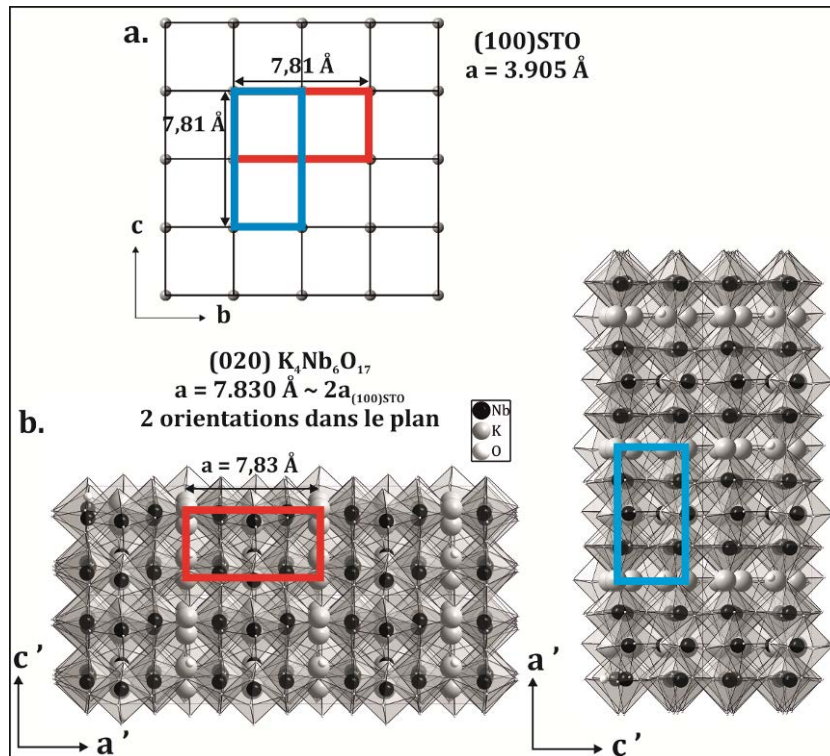 a.
(100)STO
a = 3.905 Å
7,81 Å
7,81 Å
c
b
(020) K₄Nb₆O₁₇
a = 7.830 Å ~ 2a₍₁₀₀₎STO
2 orientations dans le plan
b.
Nb
K
O
a = 7,83 Å
c'
a'
a'
c'